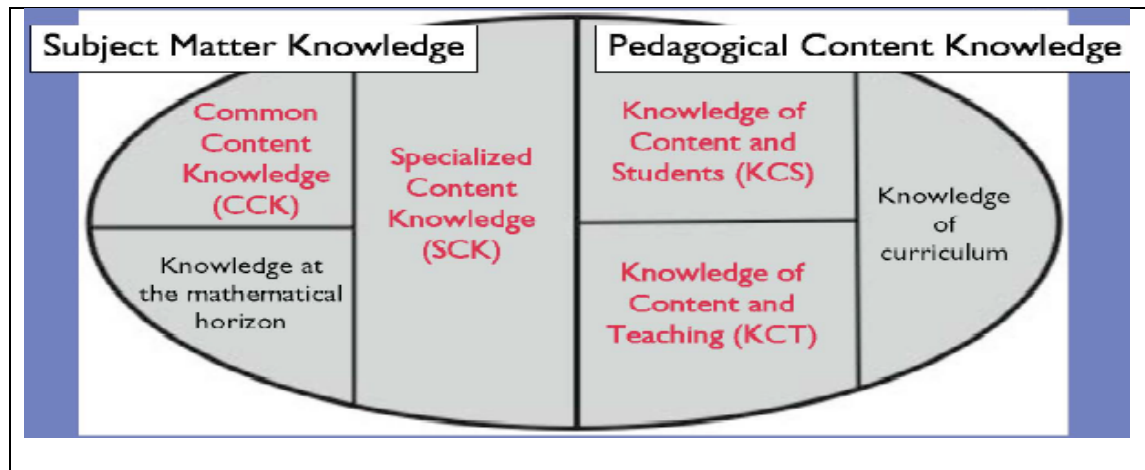 Subject Matter Knowledge
Pedagogical Content Knowledge
Common
Content
Knowledge
(CCK)
Knowledge at
the mathematical
horizon
Specialized
Content
Knowledge
(SCK)
Knowledge of
Content and
Students (KCS)
Knowledge of
Content and
Teaching (KCT)
Knowledge
of
curriculum